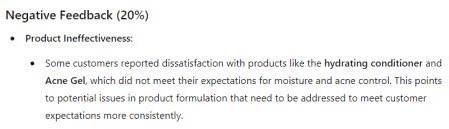 Negative Feedback (20%)
• Product Ineffectiveness:
• Some customers reported dissatisfaction with products like the hydrating conditioner and
Acne Gel, which did not meet their expectations for moisture and acne control. This points
to potential issues in product formulation that need to be addressed to meet customer
expectations more consistently.